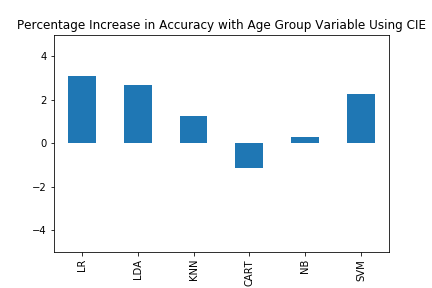 Percentage Increase in Accuracy with Age Group Variable Using CIE
4
2
0
−2
−4
LR
LDA
KNN
CART
NB
SVM